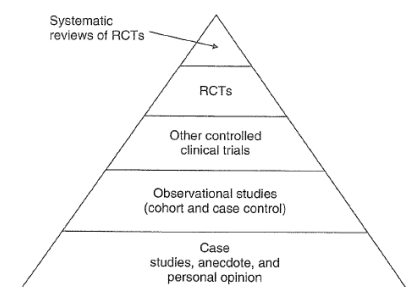 Systematic
reviews of RCTs
RCTs
Other controlled
clinical trials
Observational studies
(cohort and case control)
Case
studies, anecdote, and
personal opinion